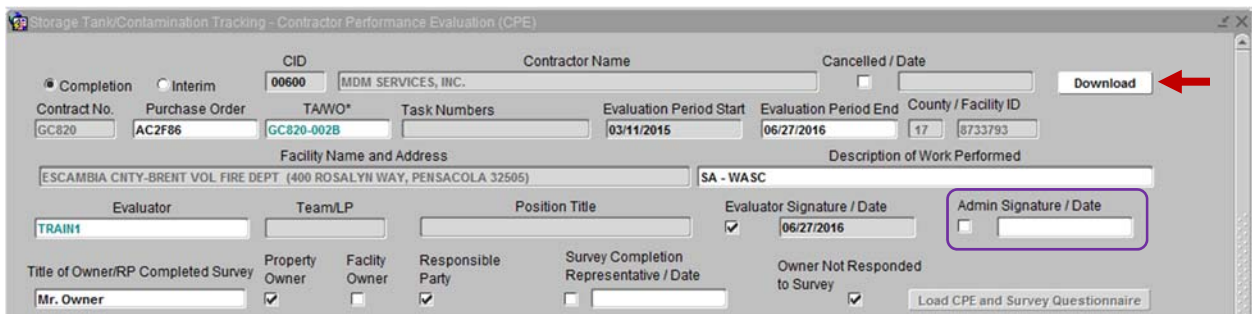 Storage Tank/Contamination Tracking - Contractor Performance Evaluation (CPE)
CID Contractor Name Cancelled / Date
Completion Interim 00600 MDM SERVICES, INC. Download
Contract No. Purchase Order TA/WO* Task Numbers Evaluation Period Start Evaluation Period End County / Facility ID
GC820 AC2F86 GC820-002B 03/11/2015 06/27/2016 17 8733793
Facility Name and Address Description of Work Performed
ESCAMBIA CNTY-BRENT VOL FIRE DEPT (400 ROSALYN WAY, PENSACOLA 32505) SA - WASC
Evaluator Team/LP Position Title Evaluator Signature / Date Admin Signature / Date
TRAIN1 06/27/2016
Title of Owner/RP Completed Survey Property Owner Faclity Owner Responsible Party Survey Completion Representative / Date Owner Not Responded to Survey
Mr. Owner Load CPE and Survey Questionnaire